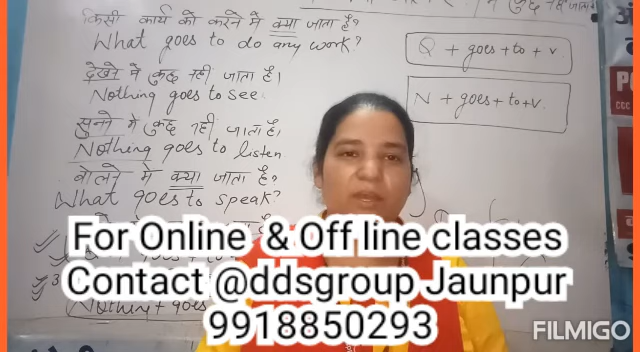 किसी कार्य को करने में क्या जाता है?
What goes to do any work?
देखने में कुछ नहीं जाता है।
Nothing goes to see.
सुनने में कुछ नहीं जाता है।
Nothing goes to listen
बोलने में क्या जाता है?
What goes to speak?
Nothing + goes
Q + goes + to + v.
N + goes + to + v.
For Online & Off line classes
Contact @ddsgroup Jaunpur
9918850293
FILMIGO